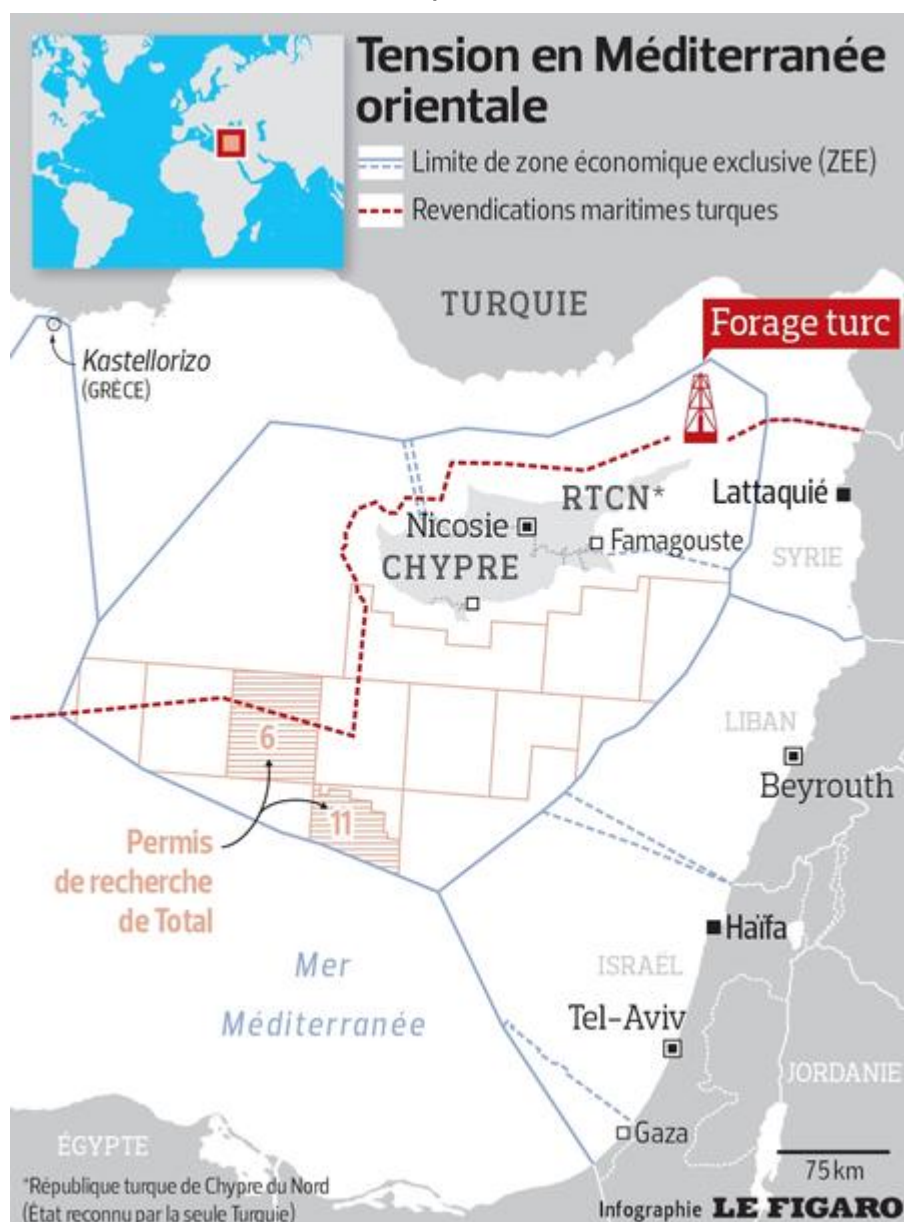 Tension en Méditerranée
orientale
Limite de zone économique exclusive (ZEE)
Revendications maritimes turques
TURQUIE
Forage turc
Kastellorizo
(GRÈCE)
RTCN*
Lattaquié
Nicosie
Famagouste
CHYPRE
SYRIE
6
LIBAN
Beyrouth
11
Permis
de recherche
de Total
Haïfa
Mer
Méditerranée
ISRAËL
Tel-Aviv
JORDANIE
Gaza
ÉGYPTE
75 km
*République turque de Chypre du Nord
(État reconnu par la seule Turquie)
Infographie LE FIGARO